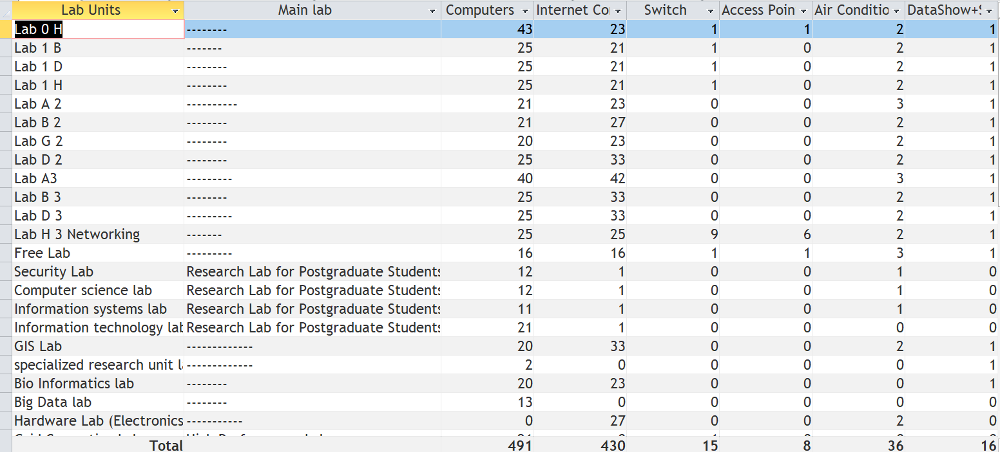 Lab Units Main lab Computers Internet Co Switch Access Poin Air Conditio DataShow+S
Lab 0 H -------- 43 23 1 1 2 1
Lab 1 B ------- 25 21 1 0 2 1
Lab 1 D -------- 25 21 1 0 2 1
Lab 1 H -------- 25 21 1 0 2 1
Lab A 2 ---------- 21 23 0 0 3 1
Lab B 2 -------- 21 27 0 0 2 1
Lab G 2 -------- 20 23 0 0 2 1
Lab D 2 -------- 25 33 0 0 2 1
Lab A3 --------- 40 42 0 0 3 1
Lab B 3 -------- 25 33 0 0 2 1
Lab D 3 --------- 25 33 0 0 2 1
Lab H 3 Networking ------- 25 25 9 6 2 1
Free Lab --------- 16 16 1 1 3 1
Security Lab Research Lab for Postgraduate Students 12 1 0 0 1 0
Computer science lab Research Lab for Postgraduate Students 12 1 0 0 1 0
Information systems lab Research Lab for Postgraduate Students 11 1 0 0 1 0
Information technology lab Research Lab for Postgraduate Students 21 1 0 0 0 0
GIS Lab ------------- 20 33 0 0 2 1
specialized research unit la ------------- 2 0 0 0 0 1
Bio Informatics lab -------- 20 23 0 0 0 1
Big Data lab -------- 13 0 0 0 0 0
Hardware Lab (Electronics ----------- 0 27 0 0 2 0
Total 491 430 15 8 36 16